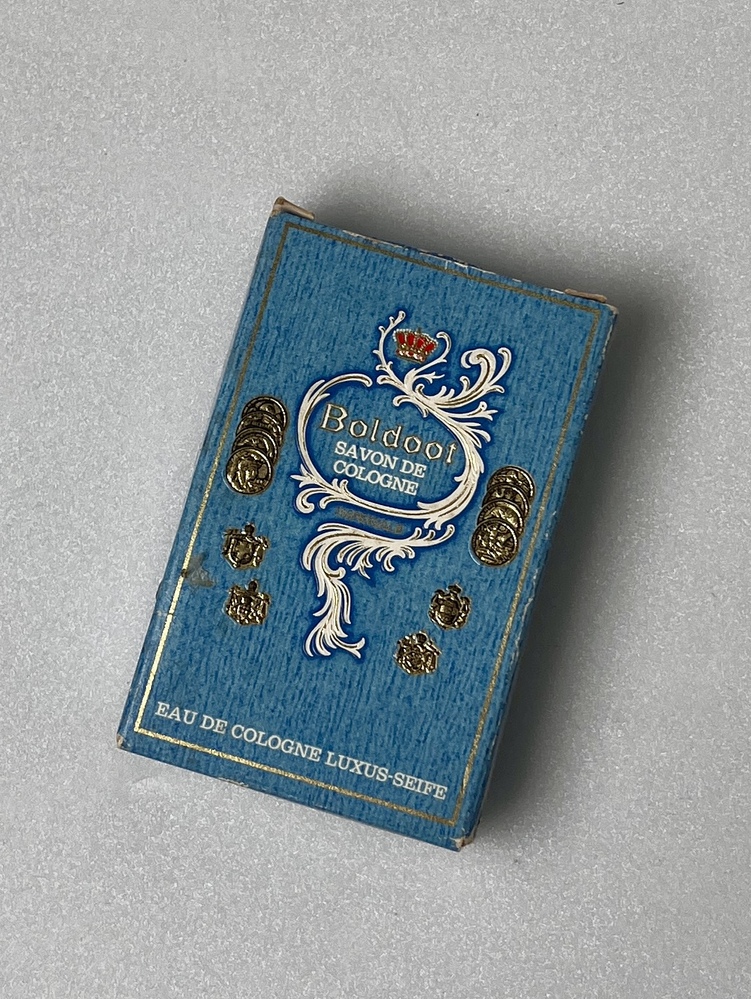 Boldoot
SAVON DE
COLOGNE
EAU DE COLOGNE LUXUS-SEIFE